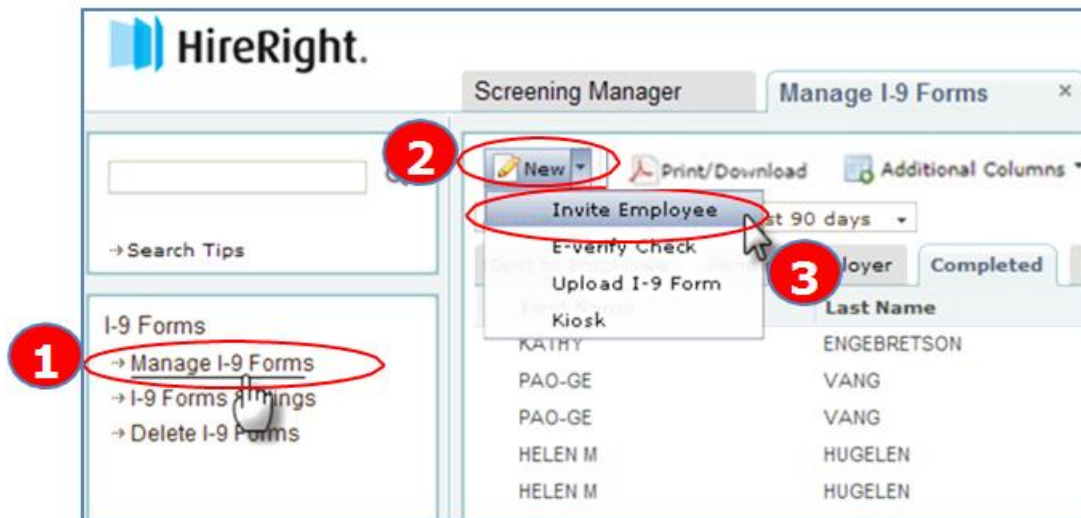 HireRight.
Screening Manager
Manage I-9 Forms ×
2
New
Print/Download
Additional Columns
Invite Employee
st 90 days
E-Verify Check
Upload I-9 Form
Kiosk
3
loyer
Completed
Search Tips
I-9 Forms
1
Manage I-9 Forms
I-9 Forms ings
Delete I-9 Forms
Last Name
KATHY ENGEBRETSON
PAO-GE VANG
PAO-GE VANG
HELEN M HUGELEN
HELEN M HUGELEN